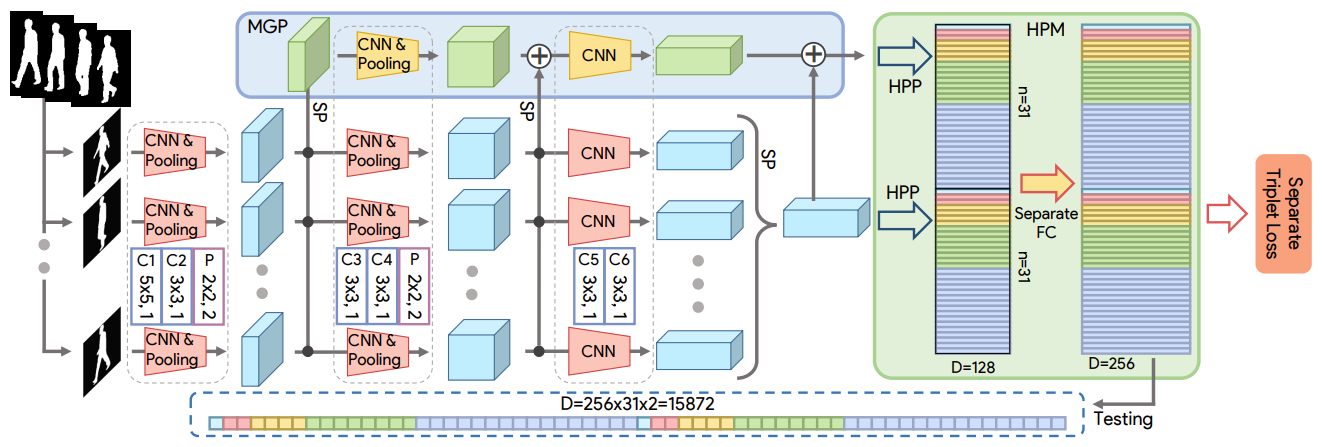 MGP
CNN &
Pooling
CNN
HPM
HPP
n=31
SP
SP
SP
CNN &
Pooling
CNN &
Pooling
CNN
CNN &
Pooling
CNN &
Pooling
CNN
HPP
Separate
FC
Separate
Triplet Loss
C1
5x5, 1
C2
3x3, 1
P
2x2, 2
C3
3x3, 1
C4
3x3, 1
P
2x2, 2
C5
3x3, 1
C6
3x3, 1
n=31
CNN &
Pooling
CNN &
Pooling
CNN
D=128
D=256
D=256x31x2=15872
Testing